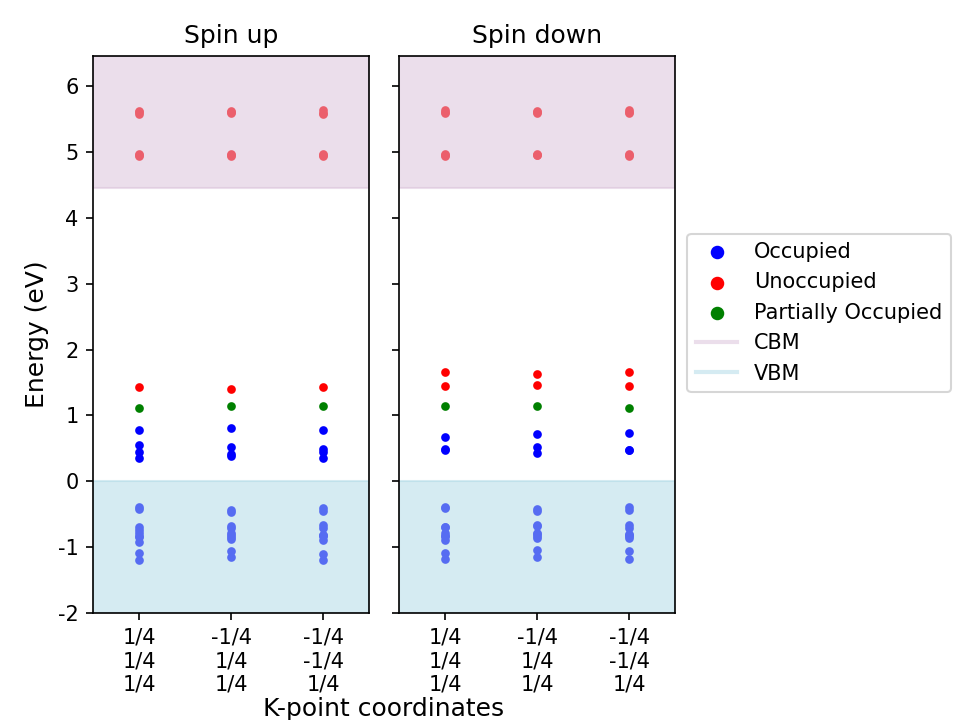 Spin up
Spin down
Energy (eV)
6
5
4
3
2
1
0
-1
-2
1/4 -1/4 -1/4 1/4 -1/4 -1/4
1/4 1/4 -1/4 1/4 1/4 -1/4
1/4 1/4 1/4 1/4 1/4 1/4
K-point coordinates
Occupied
Unoccupied
Partially Occupied
CBM
VBM